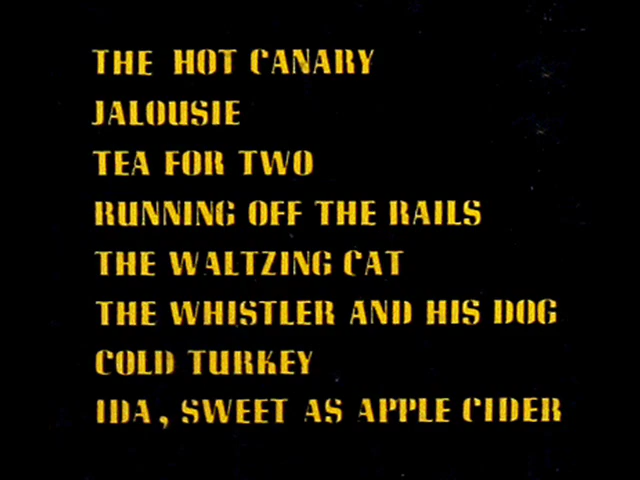 THE HOT CANARY
JALOUSIE
TEA FOR TWO
RUNNING OFF THE RAILS
THE WALTZING CAT
THE WHISTLER AND HIS DOG
COLD TURKEY
IDA, SWEET AS APPLE CIDER